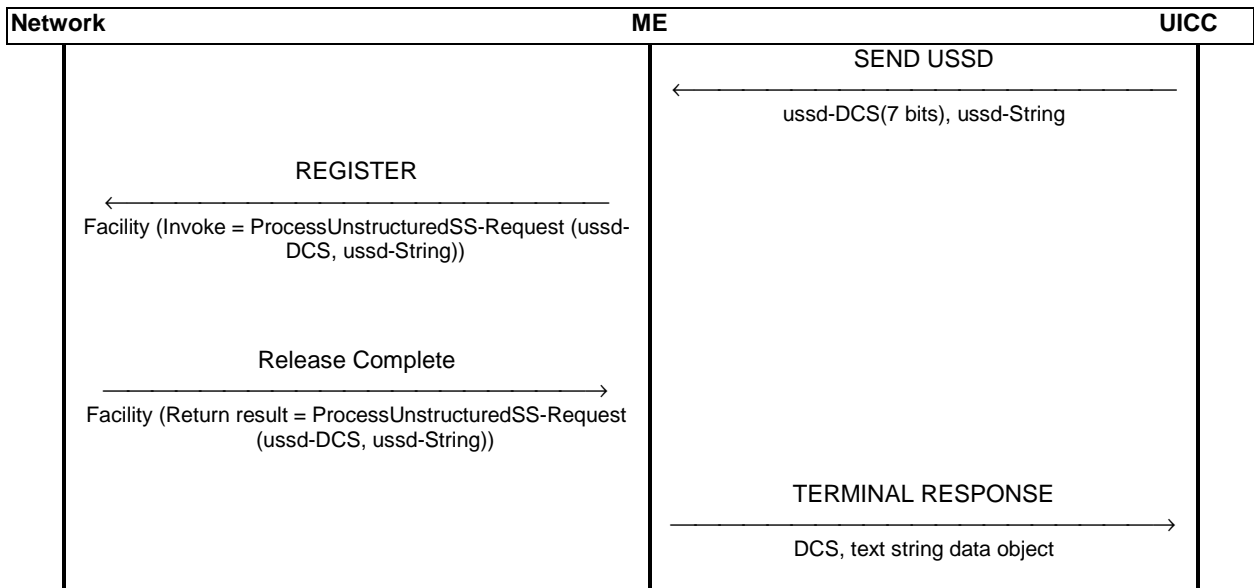 Network ME UICC
SEND USSD
ussd-DCS(7 bits), ussd-String
REGISTER
Facility (Invoke = ProcessUnstructuredSS-Request (ussd-
DCS, ussd-String))
Release Complete
Facility (Return result = ProcessUnstructuredSS-Request
(ussd-DCS, ussd-String))
TERMINAL RESPONSE
DCS, text string data object